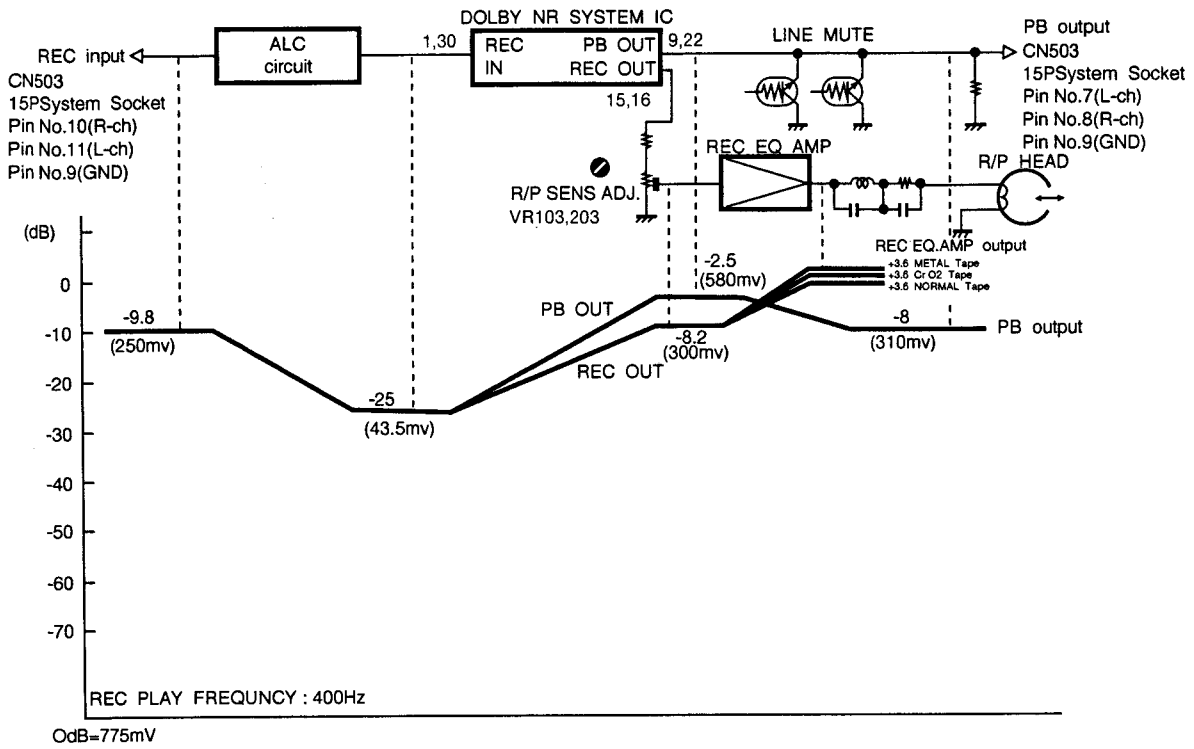 DOLBY NR SYSTEM IC
REC input
ALC
circuit
1,30
REC
IN
PB OUT
REC OUT
9,22
15,16
LINE MUTE
PB output
CN503
15PSystem Socket
Pin No.7(L-ch)
Pin No.8(R-ch)
Pin No.9(GND)
CN503
15PSystem Socket
Pin No.10(R-ch)
Pin No.11(L-ch)
Pin No.9(GND)
REC EQ AMP
R/P HEAD
R/P SENS ADJ.
VR103,203
REC EQ.AMP output
+3.6 METAL Tape
+3.6 CrO2 Tape
+3.6 NORMAL Tape
(dB)
0
-10
-20
-30
-40
-50
-60
-70
-9.8
(250mv)
-25
(43.5mv)
PB OUT
REC OUT
-2.5
(580mv)
-8.2
(300mv)
-8
(310mv)
PB output
REC PLAY FREQUNCY : 400Hz
OdB=775mV